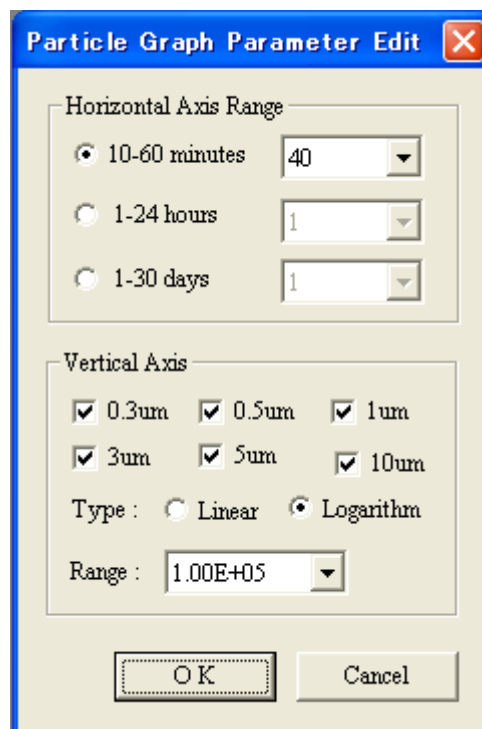 Particle Graph Parameter Edit
Horizontal Axis Range
10-60 minutes 40
1-24 hours 1
1-30 days 1
Vertical Axis
0.3um 0.5um 1um
3um 5um 10um
Type : Linear Logarithm
Range : 1.00E+05
OK Cancel